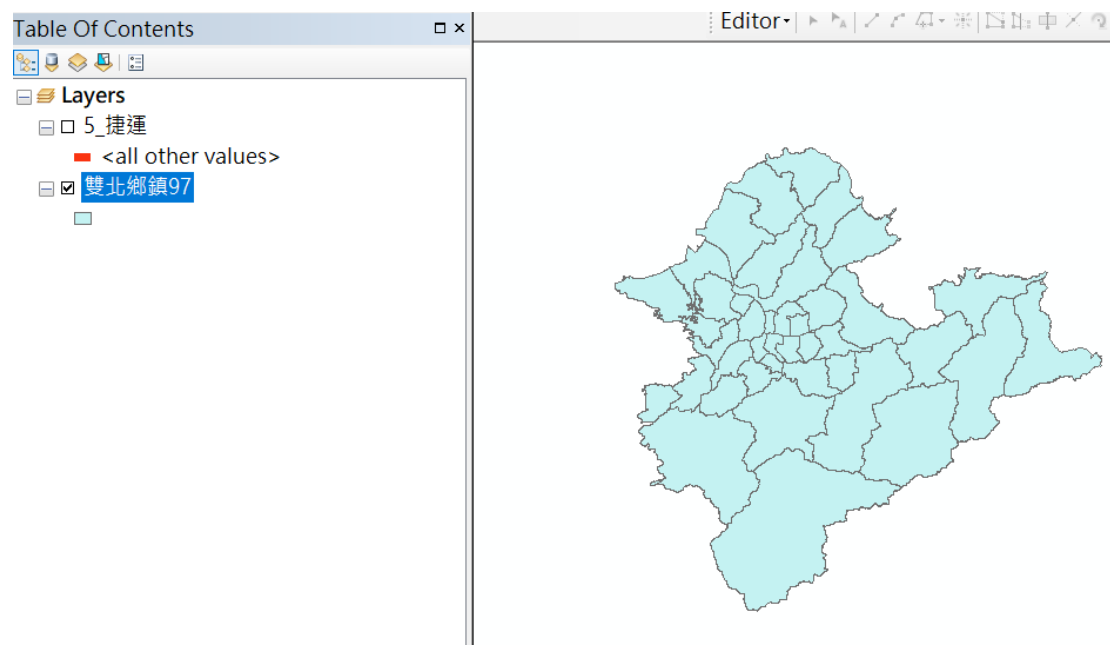 Table Of Contents
Editor
Layers
5_捷運
<all other values>
雙北鄉鎮97